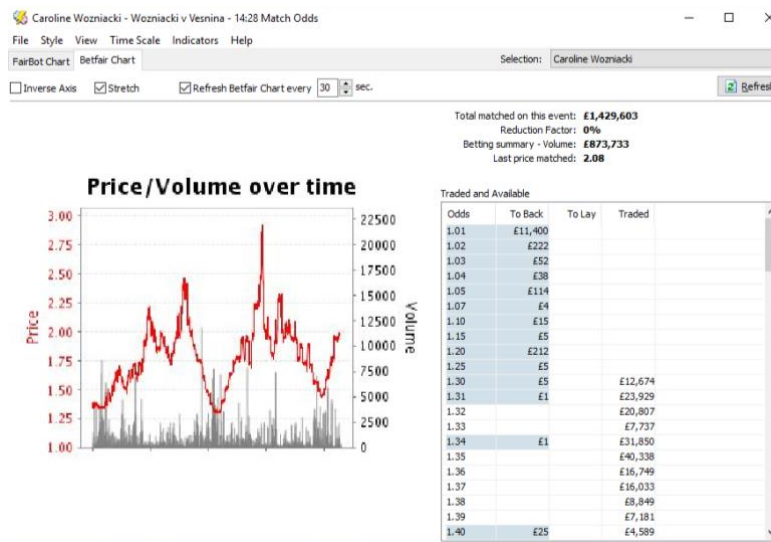 Caroline Wozniacki - Wozniacki v Vesnina - 14:28 Match Odds
File Style View Time Scale Indicators Help
FairBot Chart Betfair Chart Selection: Caroline Wozniacki
Inverse Axis Stretch Refresh Betfair Chart every 30 sec. Refresh
Total matched on this event: £1,429,603
Reduction Factor: 0%
Betting summary - Volume: £873,733
Last price matched: 2.08
Price/Volume over time
3.00
2.75
2.50
2.25
2.00
1.75
1.50
1.25
1.00
Price
22500
20000
17500
15000
12500
10000
7500
5000
2500
0
Volume
Traded and Available
Odds To Back To Lay Traded
1.01 £11,400
1.02 £222
1.03 £52
1.04 £38
1.05 £114
1.07 £4
1.10 £15
1.15 £5
1.20 £212
1.25 £5
1.30 £5 £12,674
1.31 £1 £23,929
1.32 £20,807
1.33 £7,737
1.34 £1 £31,850
1.35 £40,338
1.36 £16,749
1.37 £16,033
1.38 £8,849
1.39 £7,181
1.40 £25 £4,589